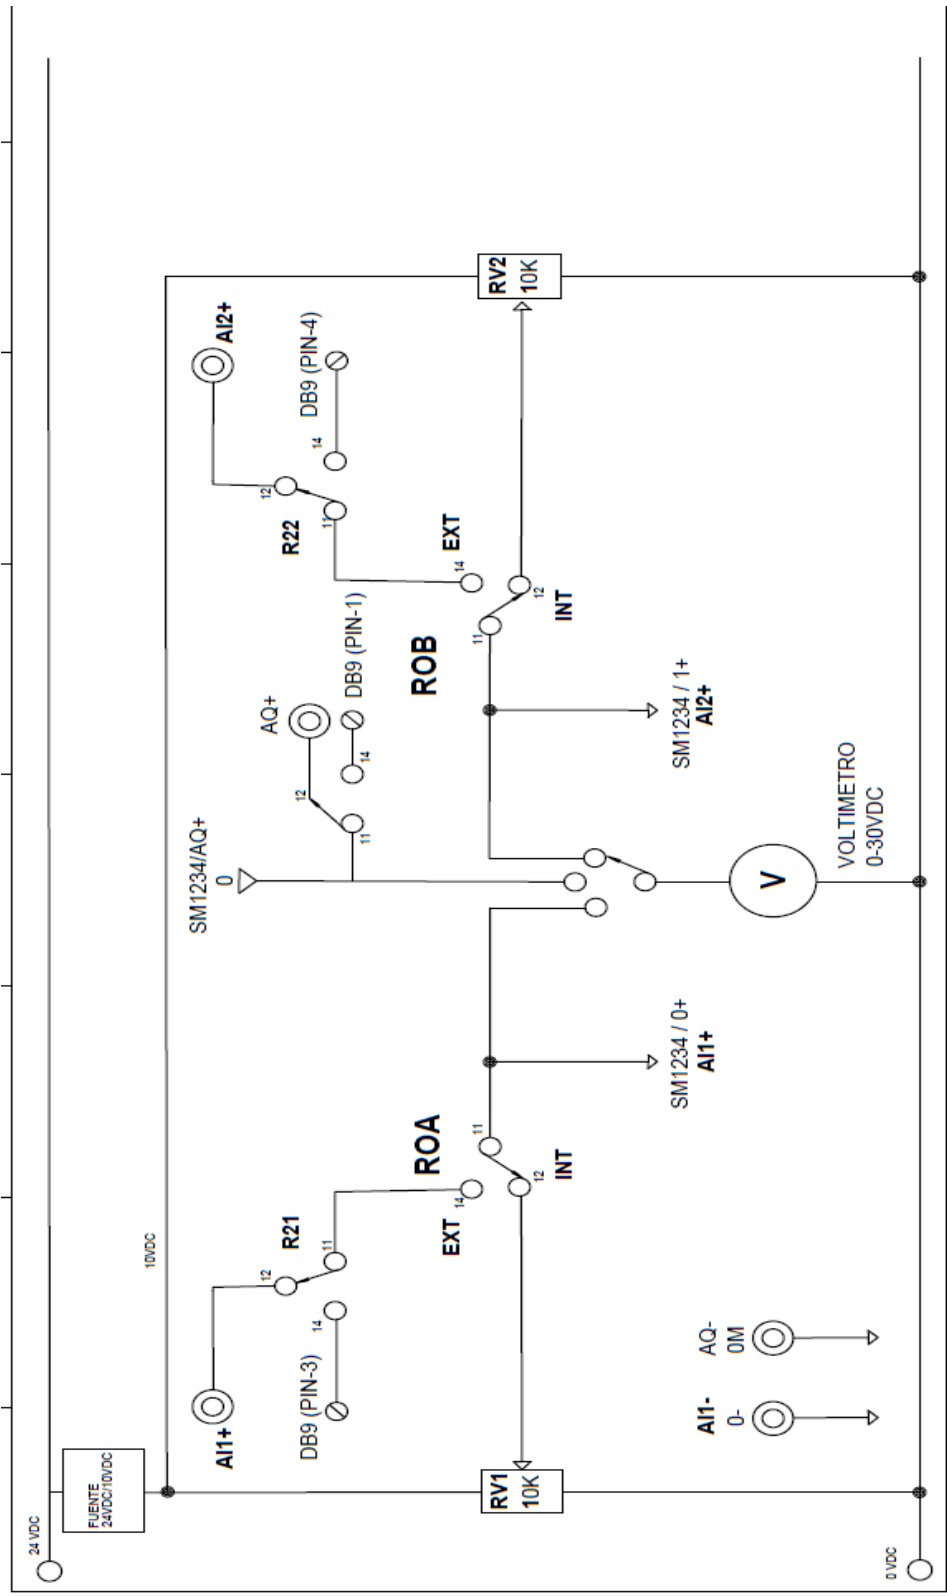 24 VDC
FUENTE
24VDC/10VDC
10VDC
AI1+
DB9 (PIN-3)
12
R21
11
14
EXT
14
ROA
11
12
INT
RV1
10K
SM1234 / 0+
AI1+
AI1-
0-
AQ-
0M
SM1234/AQ+
0
AQ+
12
11
14
DB9 (PIN-1)
ROB
11
EXT
14
12
INT
R22
12
11
14
DB9 (PIN-4)
AI2+
RV2
10K
SM1234 / 1+
AI2+
V
VOLTIMETRO
0-30VDC
0 VDC